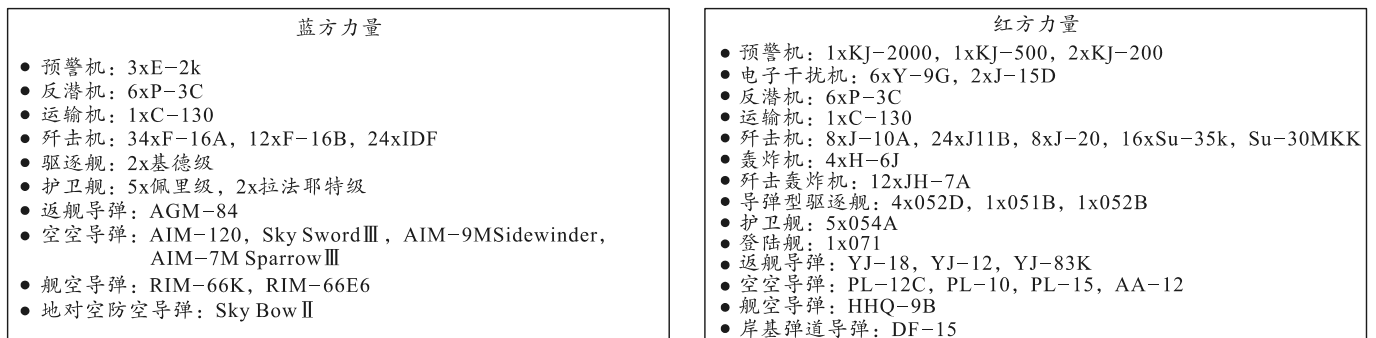 蓝方力量
● 预警机：3xE-2k
● 反潜机：6xP-3C
● 运输机：1xC-130
● 歼击机：34xF-16A，12xF-16B，24xIDF
● 驱逐舰：2x基德级
● 护卫舰：5x佩里级，2x拉法耶特级
● 返舰导弹：AGM-84
● 空空导弹：AIM-120，Sky SwordⅢ，AIM-9MSidewinder，
AIM-7M SparrowⅢ
● 舰空导弹：RIM-66K，RIM-66E6
● 地对空防空导弹：Sky BowⅡ
红方力量
● 预警机：1xKJ-2000，1xKJ-500，2xKJ-200
● 电子干扰机：6xY-9G，2xJ-15D
● 反潜机：6xP-3C
● 运输机：1xC-130
● 歼击机：8xJ-10A，24xJ11B，8xJ-20，16xSu-35k，Su-30MKK
● 轰炸机：4xH-6J
● 歼击轰炸机：12xJH-7A
● 导弹型驱逐舰：4x052D，1x051B，1x052B
● 护卫舰：5x054A
● 登陆舰：1x071
● 返舰导弹：YJ-18，YJ-12，YJ-83K
● 空空导弹：PL-12C，PL-10，PL-15，AA-12
● 舰空导弹：HHQ-9B
● 岸基弹道导弹：DF-15